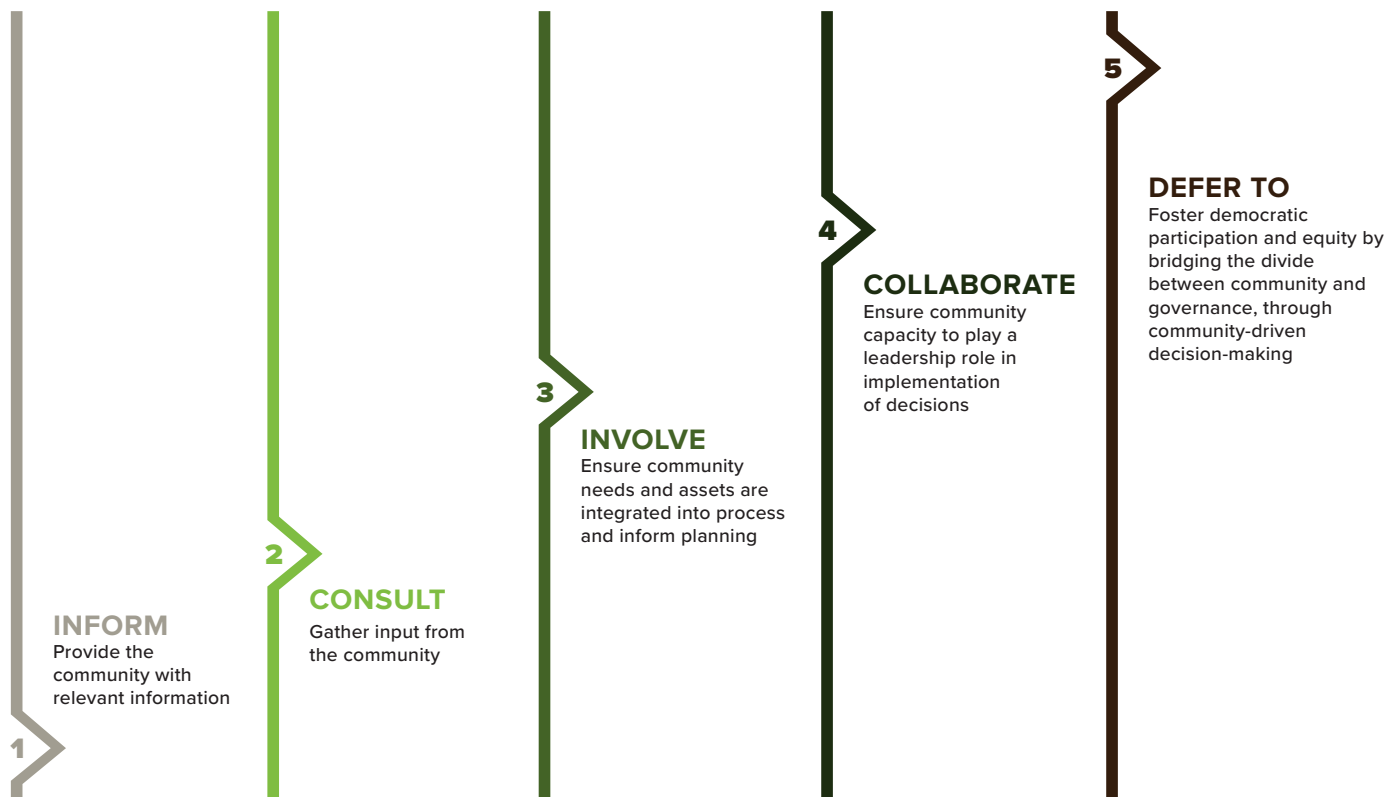 1
INFORM
Provide the
community with
relevant information
2
CONSULT
Gather input from
the community
3
INVOLVE
Ensure community
needs and assets are
integrated into process
and inform planning
4
COLLABORATE
Ensure community
capacity to play a
leadership role in
implementation
of decisions
5
DEFER TO
Foster democratic
participation and equity by
bridging the divide
between community and
governance, through
community-driven
decision-making